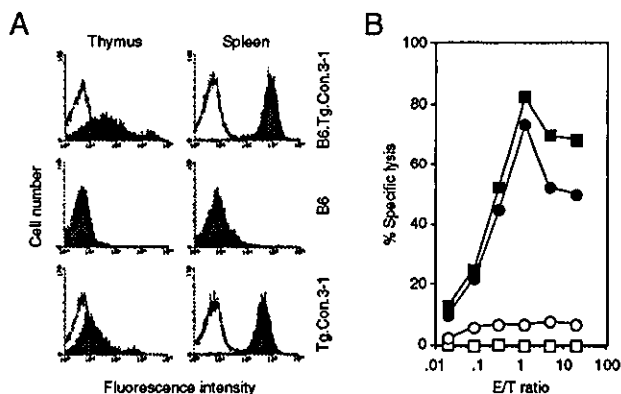 A
B
Thymus
Spleen
B6.Tg.Con.3-1
B6
Tg.Con.3-1
Cell number
Fluorescence intensity
100
80
60
40
20
0
% Specific lysis
.01 .1 1 10 100
E/T ratio